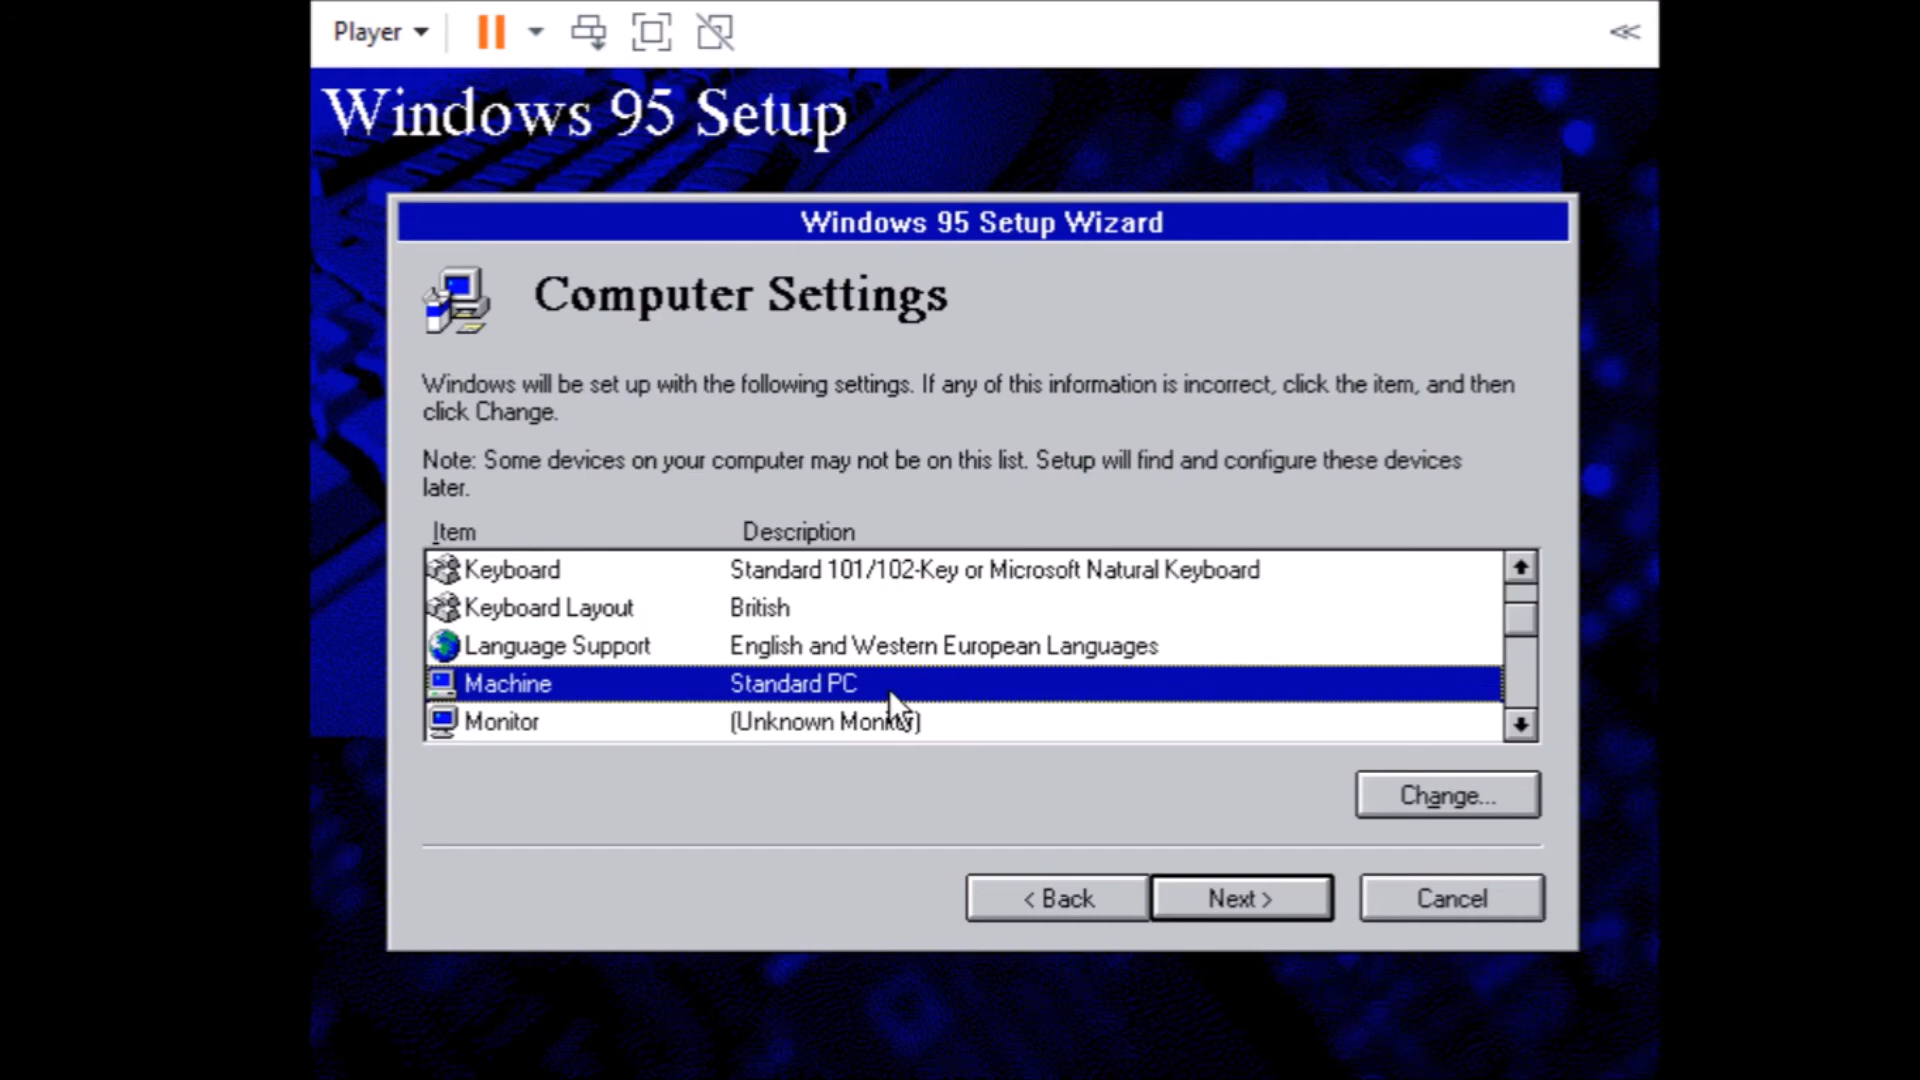 Player
Windows 95 Setup
Windows 95 Setup Wizard
Computer Settings
Windows will be set up with the following settings. If any of this information is incorrect, click the item, and then
click Change.
Note: Some devices on your computer may not be on this list. Setup will find and configure these devices
later.
Item Description
Keyboard Standard 101/102-Key or Microsoft Natural Keyboard
Keyboard Layout British
Language Support English and Western European Languages
Machine Standard PC
Monitor (Unknown Monitor)
Change...
< Back Next > Cancel